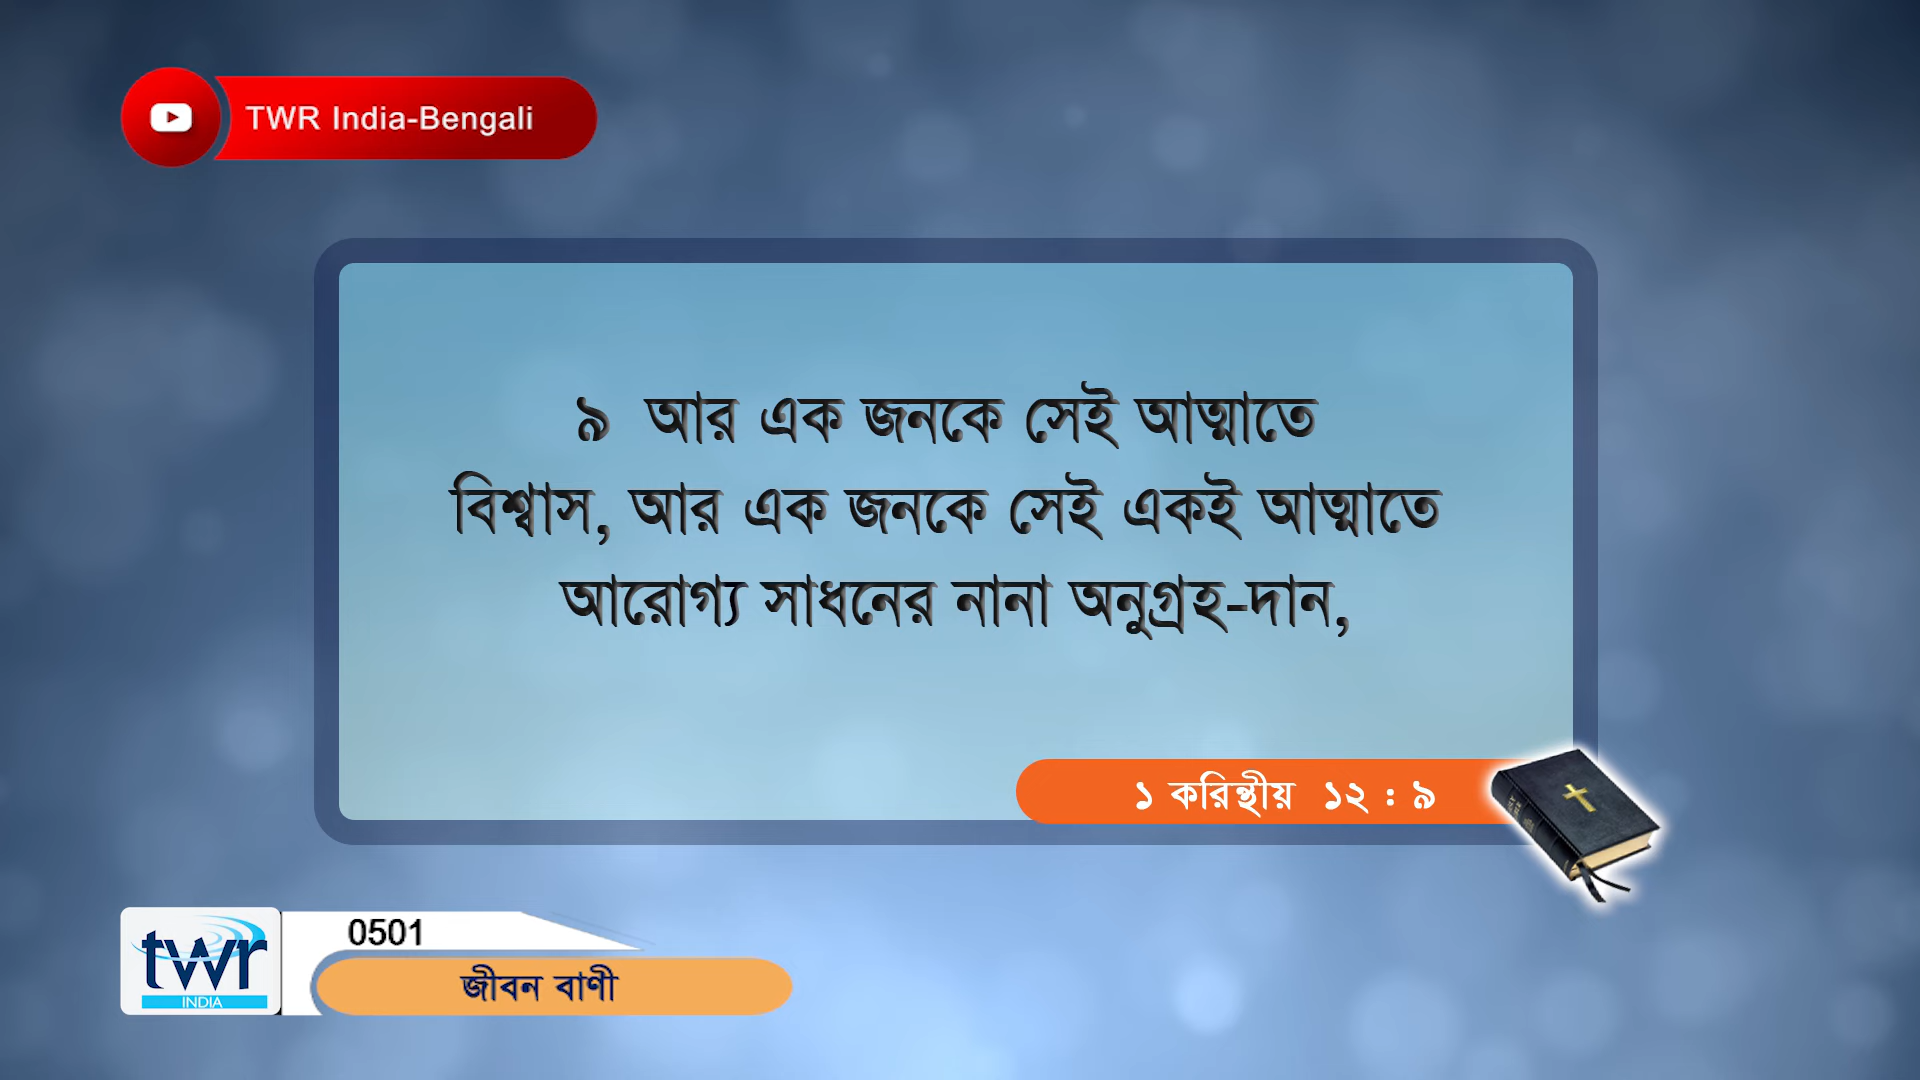 TWR India-Bengali
৯ আর এক জনকে সেই আত্মাতে
বিশ্বাস, আর এক জনকে সেই একই আত্মাতে
আরোগ্য সাধনের নানা অনুগ্রহ-দান,
১ করিন্থীয় ১২ : ৯
0501
twr
INDIA
জীবন বাণী